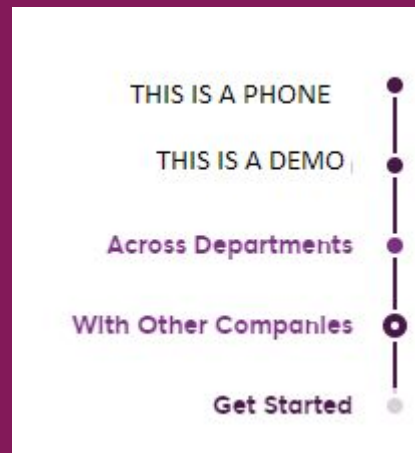 THIS IS A PHONE
THIS IS A DEMO
Across Departments
With Other Companies
Get Started